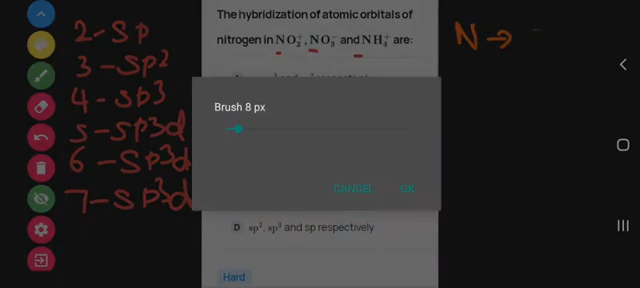 The hybridization of atomic orbitals of
nitrogen in NO₂⁺, NO₃⁻ and NH₄⁺ are:
2-Sp
3-Sp2
4-Sp3
5-Sp3d
6-Sp3d
7-Sp3d
N→
respectively
Brush 8 px
CANCEL OK
D sp², sp³ and sp respectively
Hard